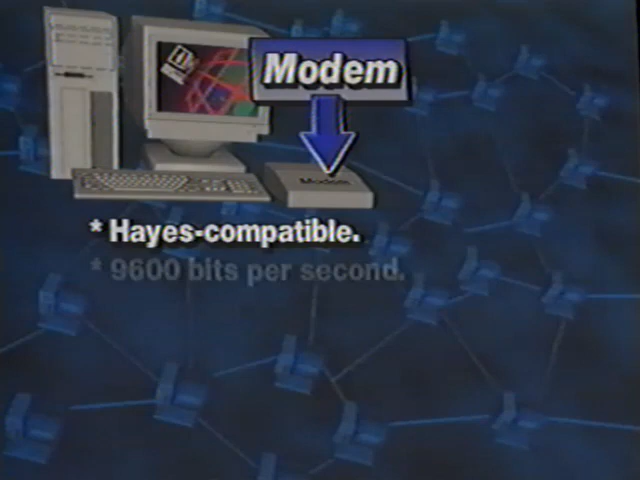 Modem
Modem
* Hayes-compatible.
* 9600 bits per second.